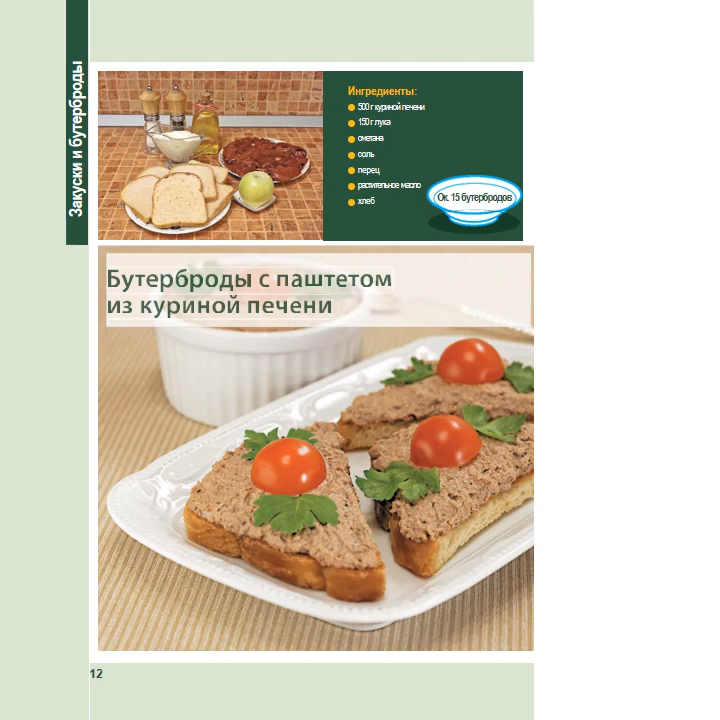 Закуски и бутерброды
Ингредиенты:
500 г куриной печени
150 г лука
сметана
соль
перец
растительное масло
хлеб
Ок. 15 бутербродов
Бутерброды с паштетом
из куриной печени
12